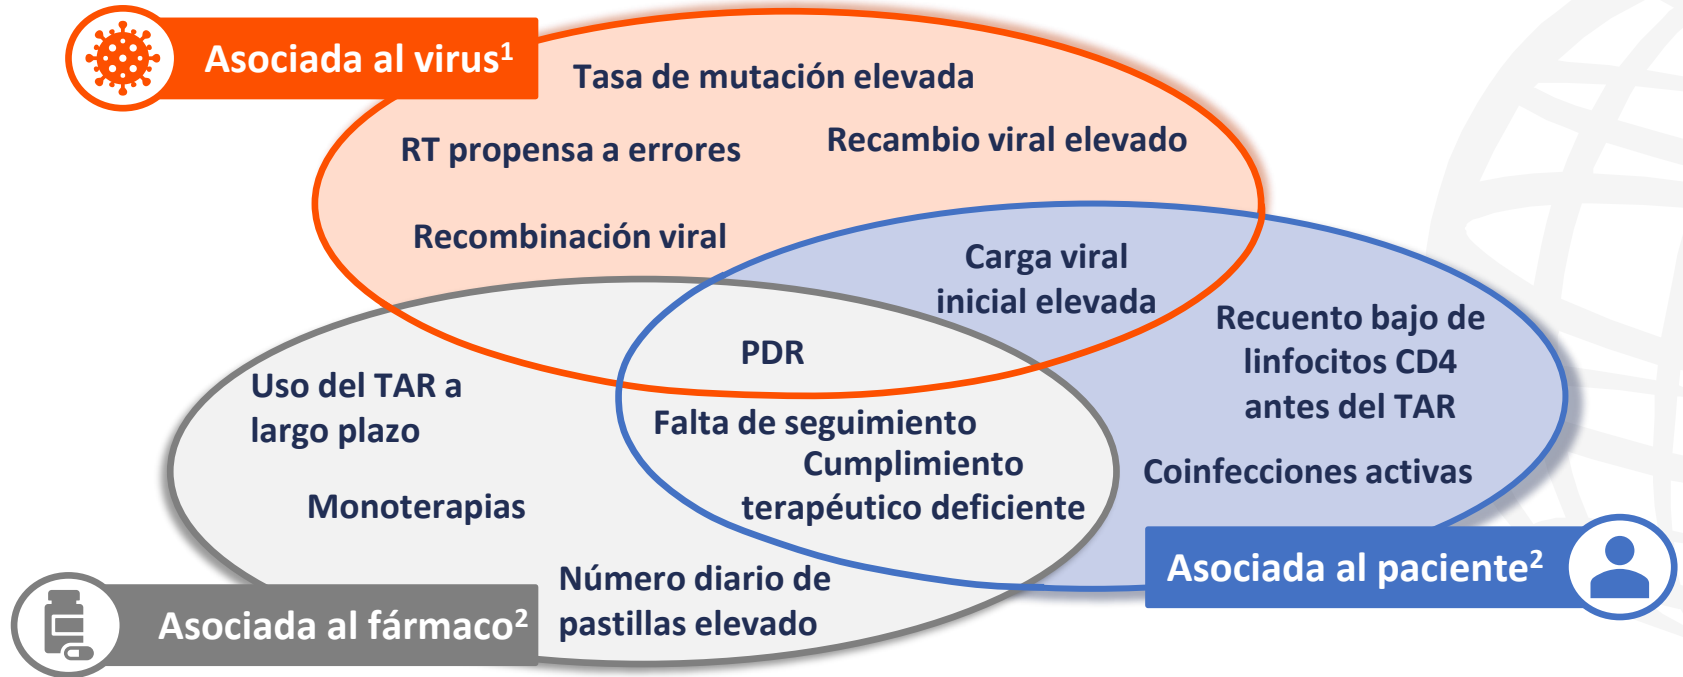 Asociada al virus¹
Tasa de mutación elevada
RT propensa a errores
Recambio viral elevado
Recombinación viral
Carga viral
inicial elevada
Recuento bajo de
linfocitos CD4
antes del TAR
PDR
Uso del TAR a
largo plazo
Falta de seguimiento
Cumplimiento
terapéutico deficiente
Coinfecciones activas
Monoterapias
Número diario de
pastillas elevado
Asociada al paciente²
Asociada al fármaco²